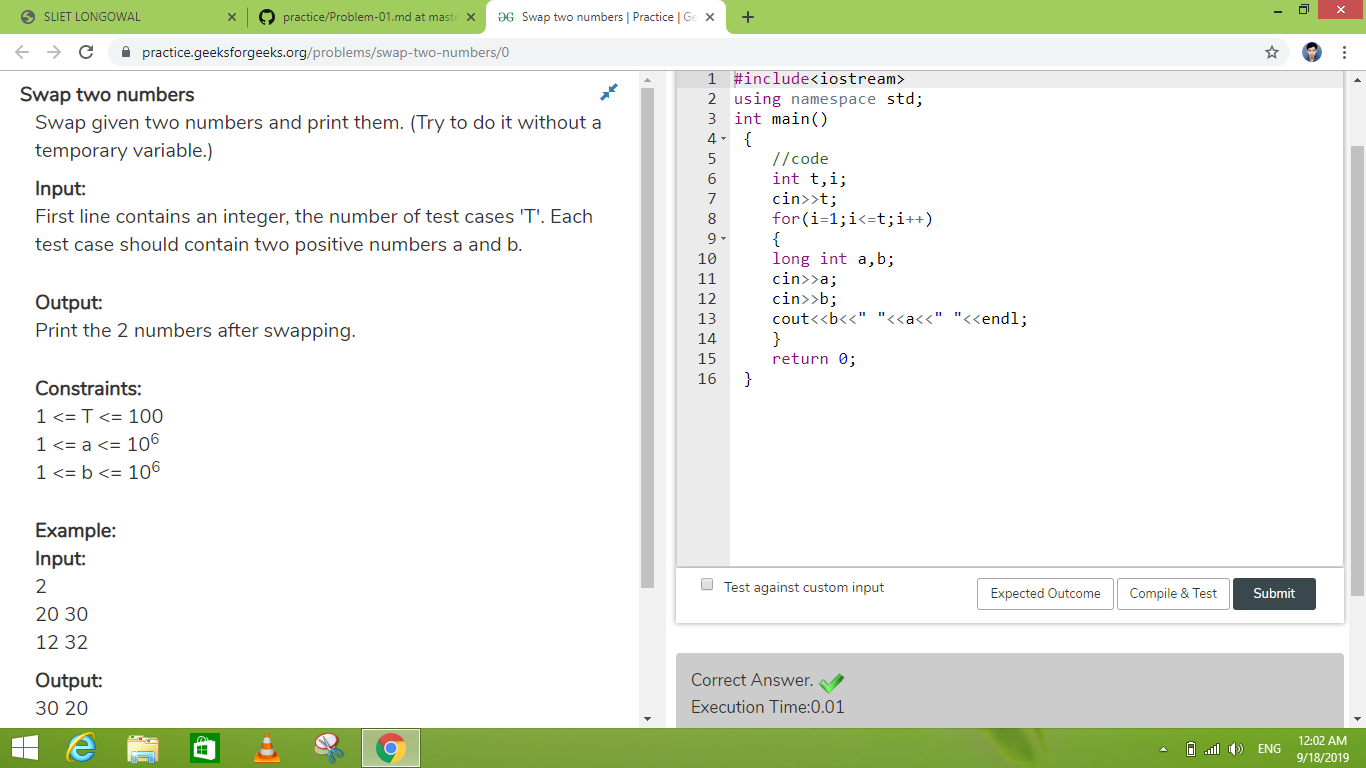 SLIET LONGOWAL
practice/Problem-01.md at maste
Swap two numbers | Practice | Ge
practice.geeksforgeeks.org/problems/swap-two-numbers/0
Swap two numbers
Swap given two numbers and print them. (Try to do it without a
temporary variable.)
Input:
First line contains an integer, the number of test cases 'T'. Each
test case should contain two positive numbers a and b.
Output:
Print the 2 numbers after swapping.
Constraints:
1 <= T <= 100
1 <= a <= 10⁶
1 <= b <= 10⁶
Example:
Input:
2
20 30
12 32
Output:
30 20
1 #include<iostream>
2 using namespace std;
3 int main()
4 {
5 //code
6 int t,i;
7 cin>>t;
8 for(i=1;i<=t;i++)
9 {
10 long int a,b;
11 cin>>a;
12 cin>>b;
13 cout<<b<<" "<<a<<" "<<endl;
14 }
15 return 0;
16 }
Test against custom input
Expected Outcome
Compile & Test
Submit
Correct Answer.
Execution Time:0.01
ENG
12:02 AM
9/18/2019